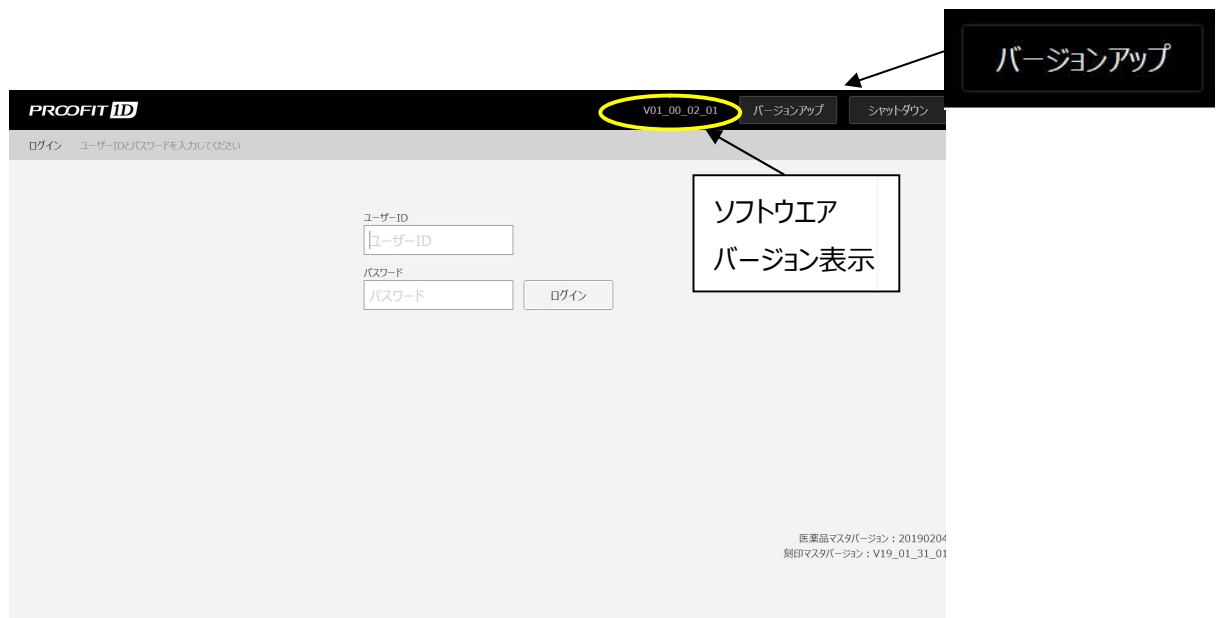 バージョンアップ
PROOFIT 1D
V01_00_02_01
バージョンアップ
シャットダウン
ログイン
ユーザーIDとパスワードを入力してください
ソフトウエア
バージョン表示
ユーザーID
ユーザーID
パスワード
パスワード
ログイン
医薬品マスタバージョン：20190204
刻印マスタバージョン：V19_01_31_01